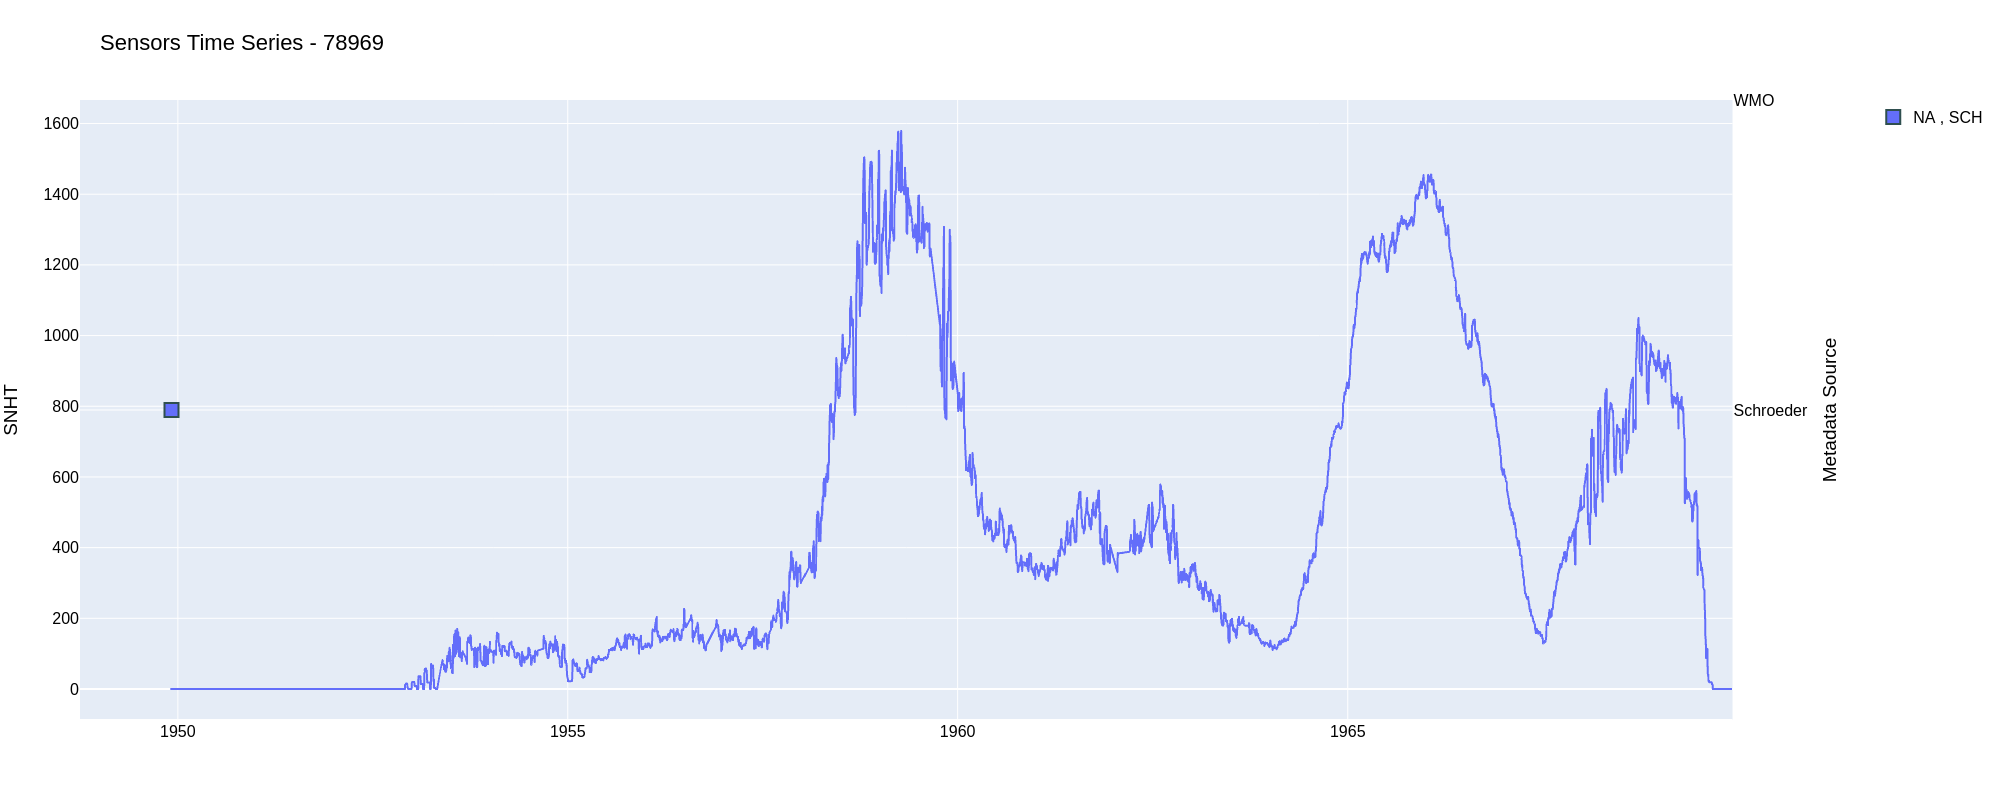 Sensors Time Series - 78969
WMO
NA , SCH
1600
1400
1200
1000
800
600
400
200
0
SNHT
Schroeder
Metadata Source
1950
1955
1960
1965